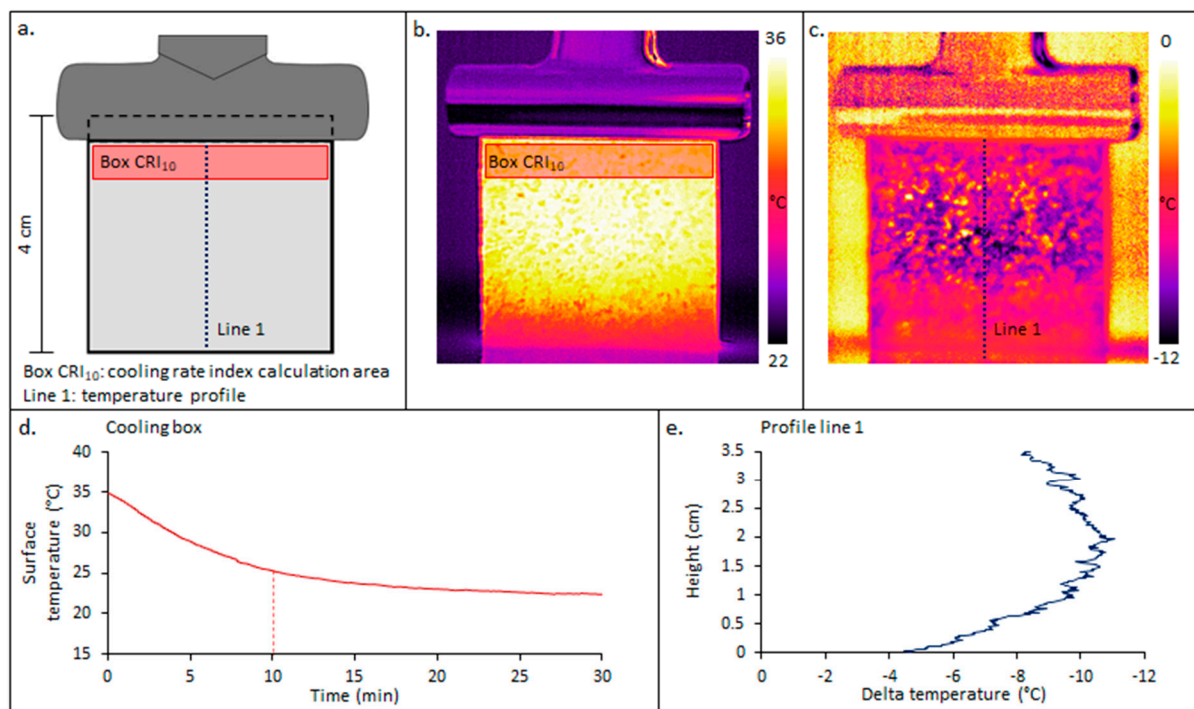 a.
Box CRI₁₀
4 cm
Line 1
Box CRI₁₀: cooling rate index calculation area
Line 1: temperature profile
b.
36
Box CRI₁₀
°C
22
c.
0
°C
Line 1
-12
d.
Cooling box
Surface
temperature (°C)
40
35
30
25
20
15
0
5
10
15
20
25
30
Time (min)
e.
Profile line 1
Height (cm)
3.5
3
2.5
2
1.5
1
0.5
0
0
-2
-4
-6
-8
-10
-12
Delta temperature (°C)